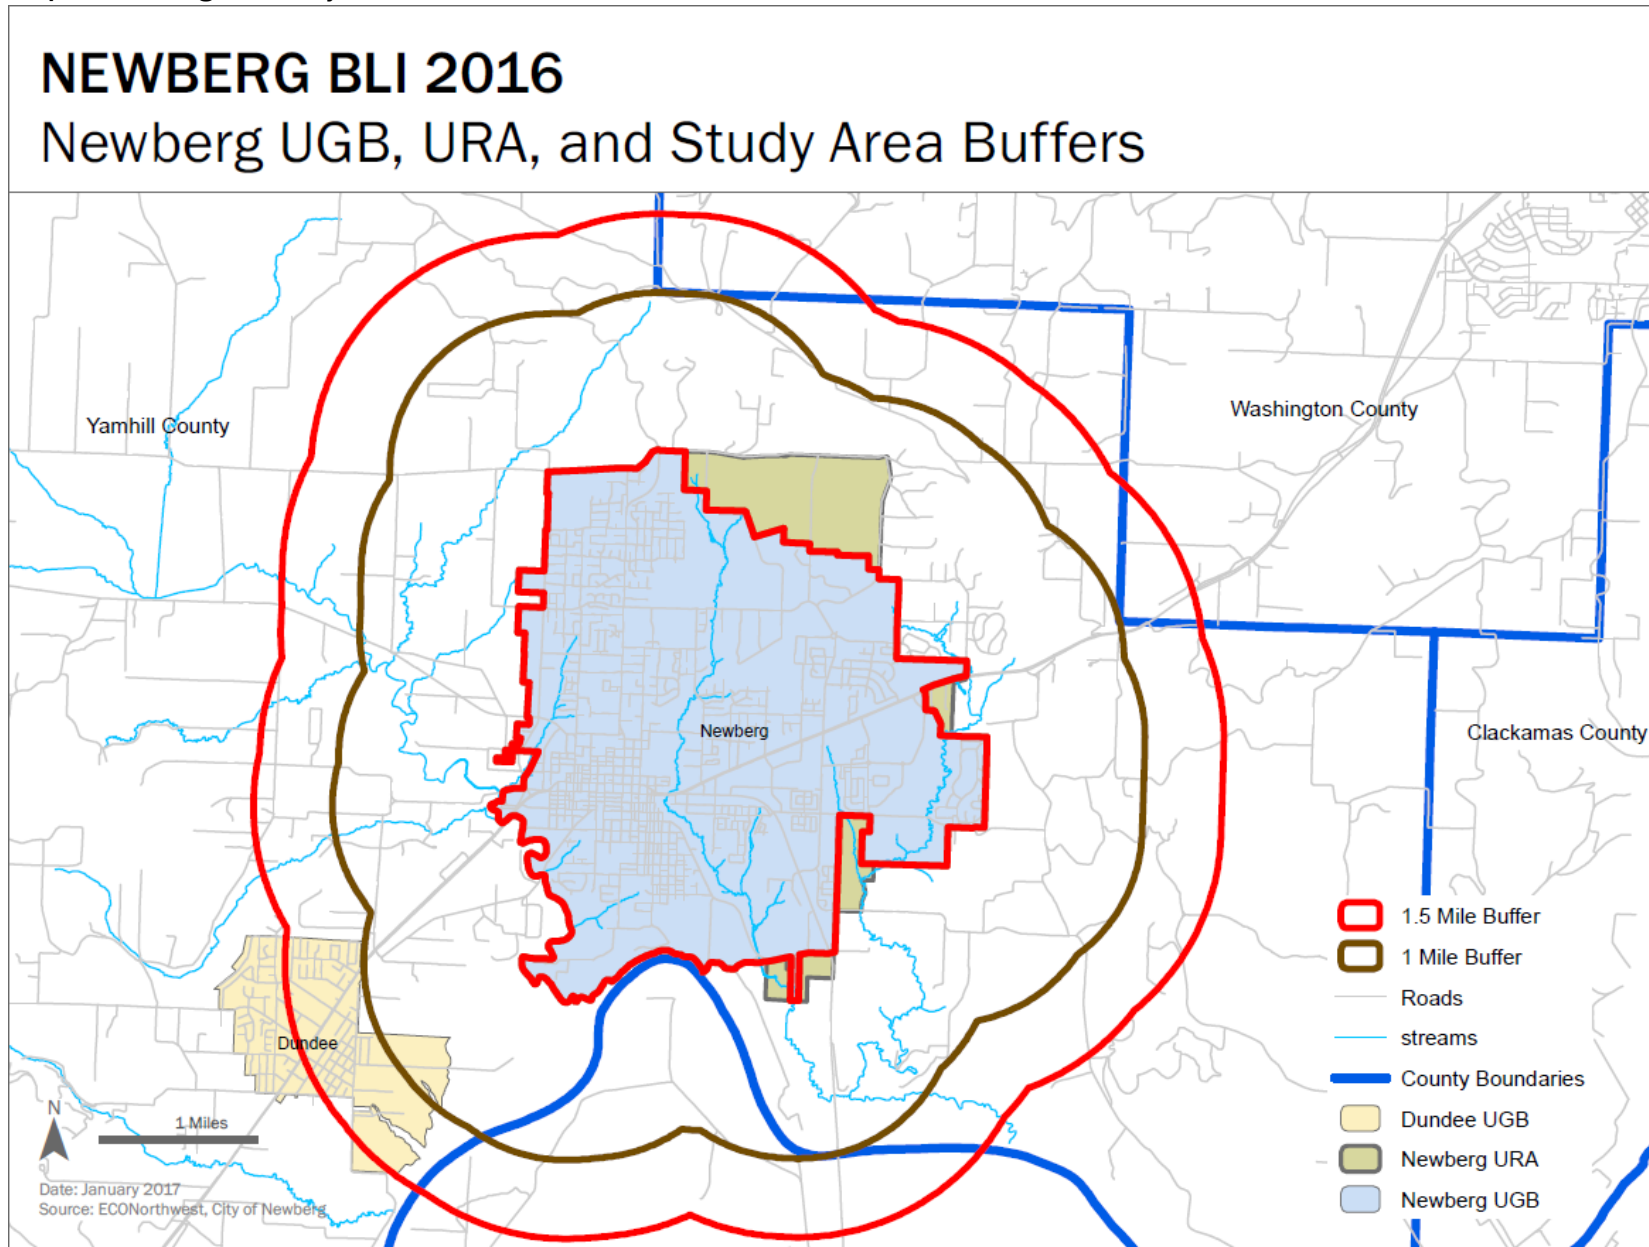 NEWBERG BLI 2016
Newberg UGB, URA, and Study Area Buffers
Yamhill County
Washington County
Newberg
Clackamas County
Dundee
1.5 Mile Buffer
1 Mile Buffer
Roads
streams
County Boundaries
Dundee UGB
Newberg URA
Newberg UGB
N
1 Miles
Date: January 2017
Source: ECONorthwest, City of Newberg